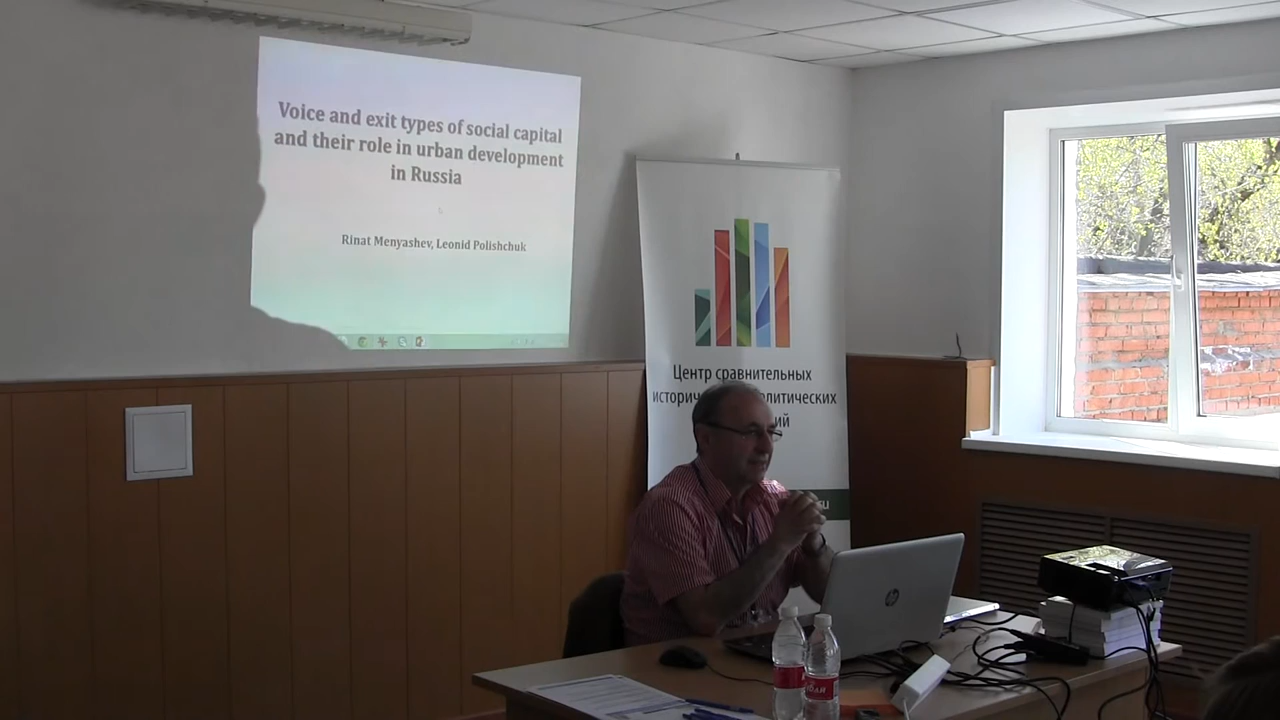 Voice and exit types of social capital
and their role in urban development
in Russia
Rinat Menyashev, Leonid Polishchuk
Центр сравнительных
hp